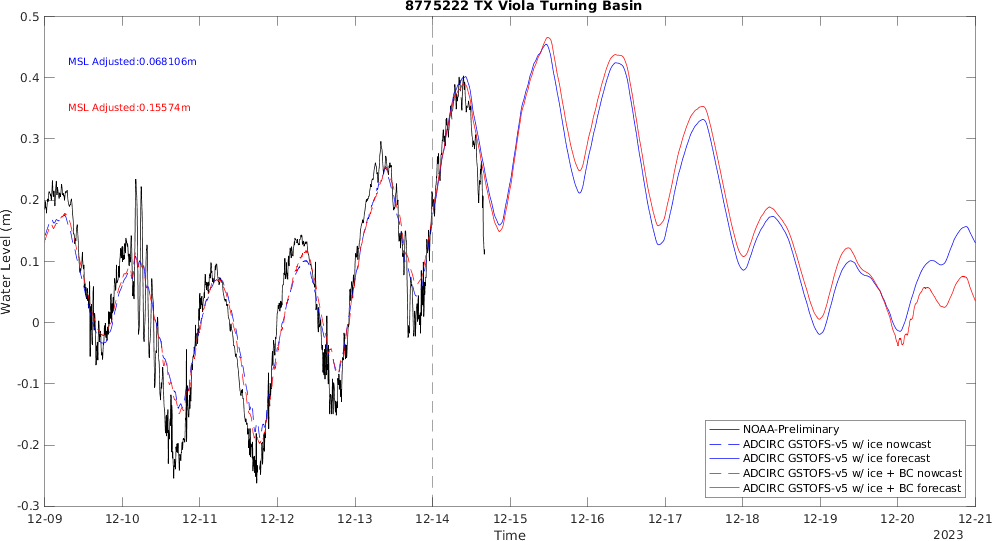 8775222 TX Viola Turning Basin
0.5
0.4
0.3
0.2
0.1
0
-0.1
-0.2
-0.3
Water Level (m)
MSL Adjusted:0.068106m
MSL Adjusted:0.15574m
NOAA-Preliminary
ADCIRC GSTOFS-v5 w/ ice nowcast
ADCIRC GSTOFS-v5 w/ ice forecast
ADCIRC GSTOFS-v5 w/ ice + BC nowcast
ADCIRC GSTOFS-v5 w/ ice + BC forecast
12-09 12-10 12-11 12-12 12-13 12-14 12-15 12-16 12-17 12-18 12-19 12-20 12-21
Time
2023